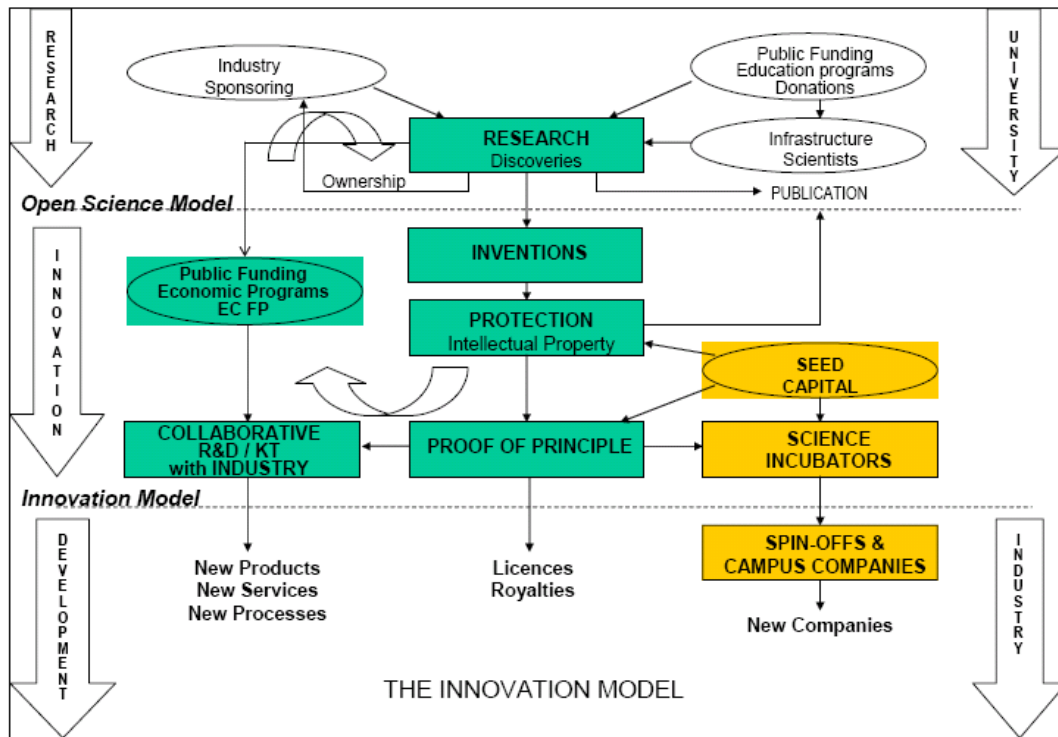 RESEARCH
UNIVERSITY
Industry
Sponsoring
Public Funding
Education programs
Donations
RESEARCH
Discoveries
Infrastructure
Scientists
Ownership
PUBLICATION
Open Science Model
INNOVATION
INVENTIONS
Public Funding
Economic Programs
EC FP
PROTECTION
Intellectual Property
SEED
CAPITAL
COLLABORATIVE
R&D / KT
with INDUSTRY
PROOF OF PRINCIPLE
SCIENCE
INCUBATORS
Innovation Model
DEVELOPMENT
INDUSTRY
SPIN-OFFS &
CAMPUS COMPANIES
New Products
New Services
New Processes
Licences
Royalties
New Companies
THE INNOVATION MODEL